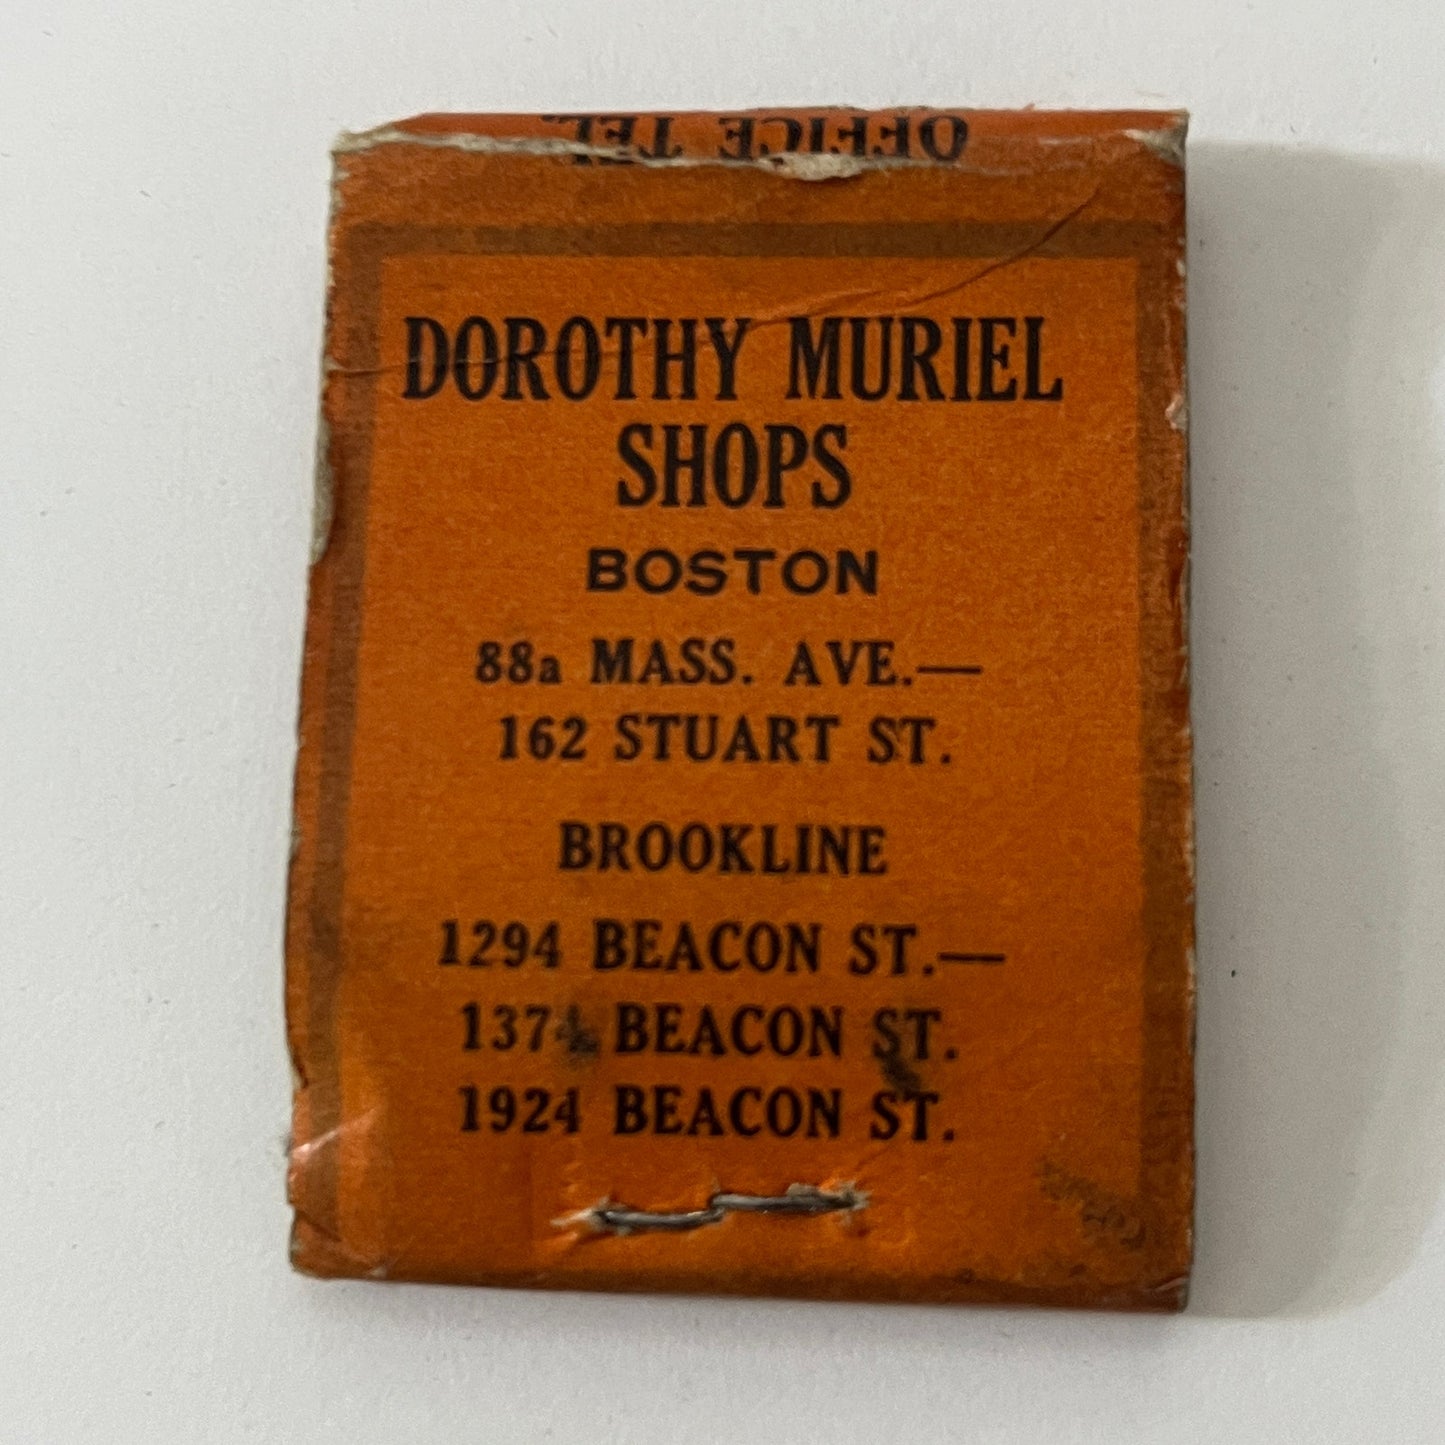 OFFICE TEL.
DOROTHY MURIEL
SHOPS
BOSTON
88a MASS. AVE.—
162 STUART ST.
BROOKLINE
1294 BEACON ST.—
BEACON ST.
1924 BEACON ST.